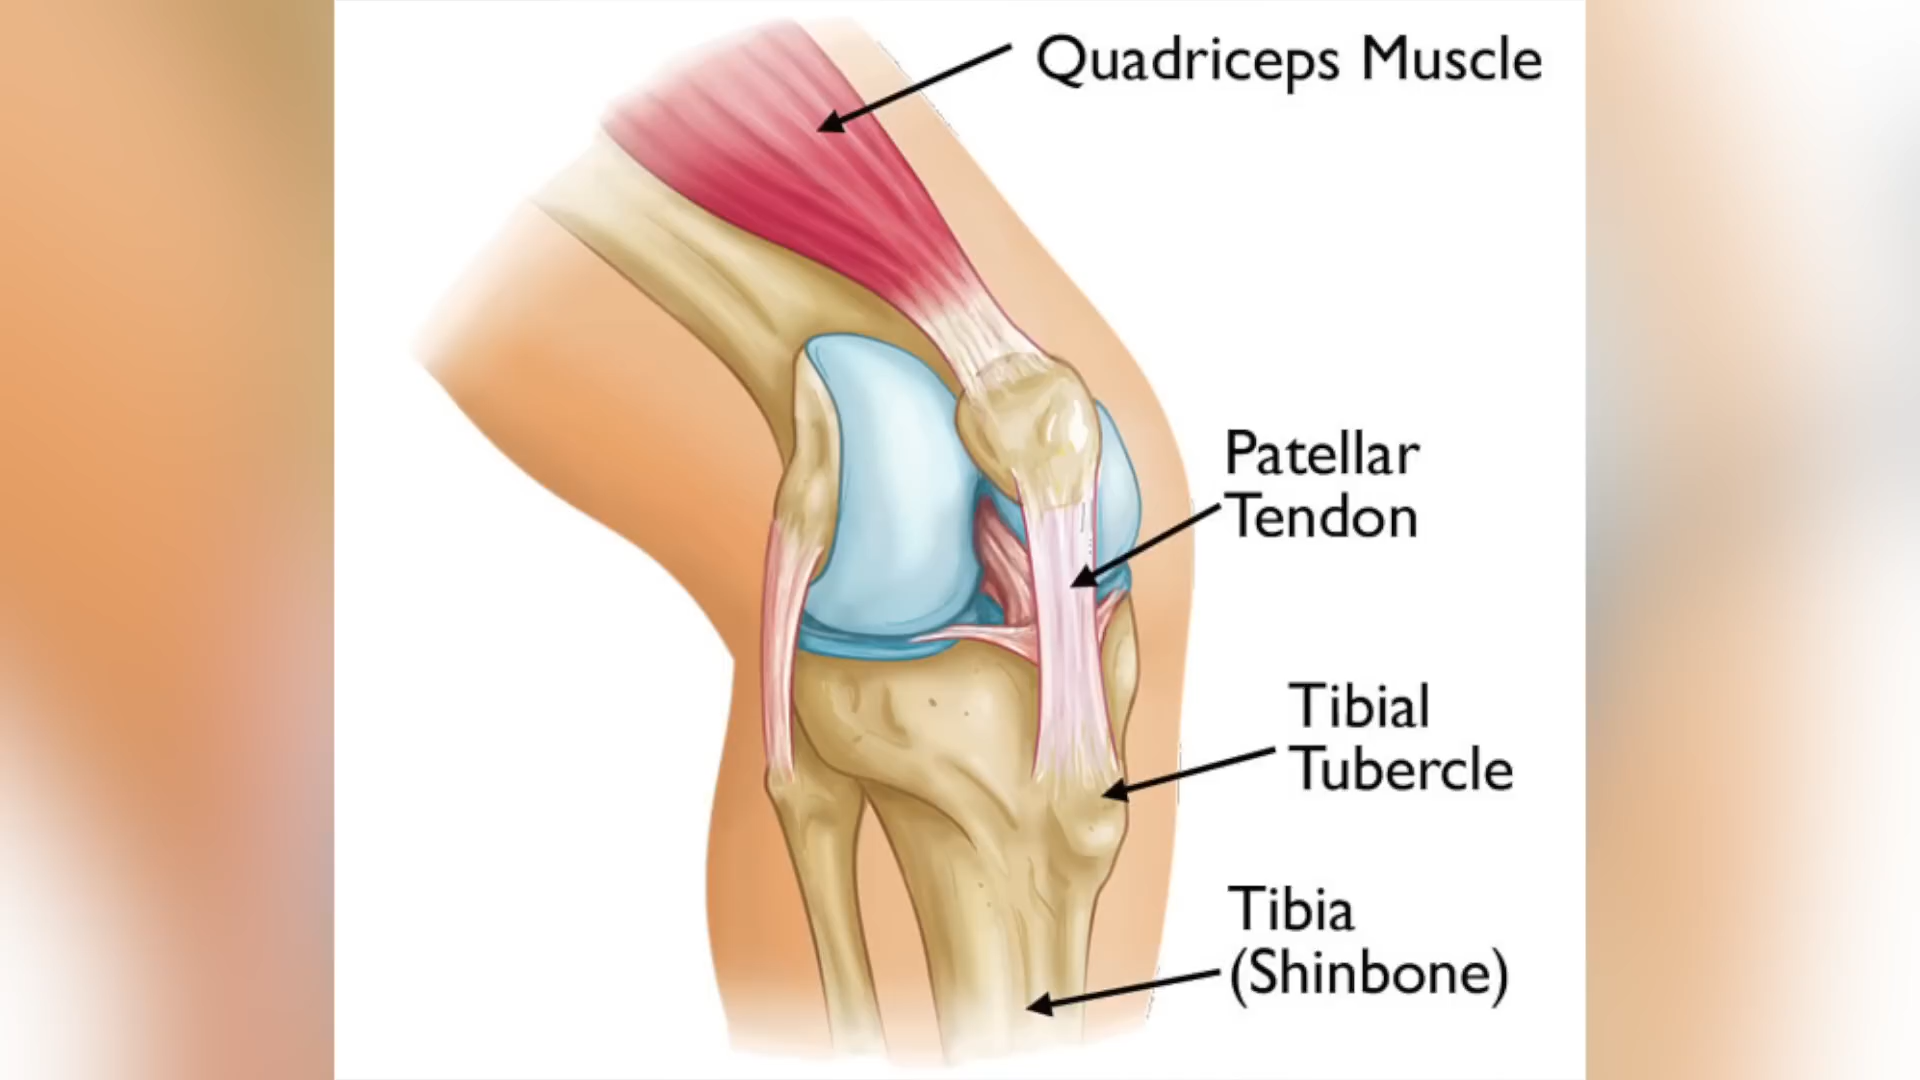 Quadriceps Muscle
Patellar
Tendon
Tibial
Tubercle
Tibia
(Shinbone)